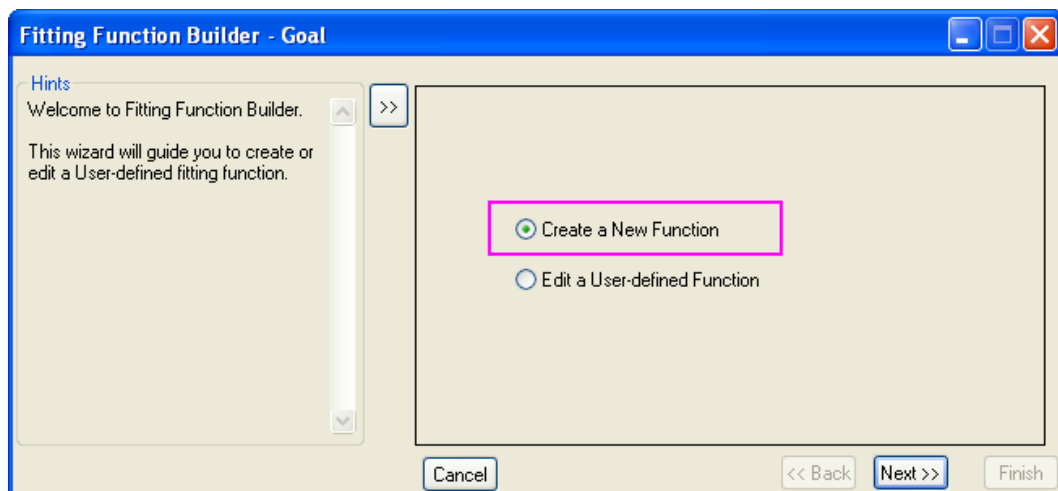 Fitting Function Builder - Goal
Hints
Welcome to Fitting Function Builder.
This wizard will guide you to create or
edit a User-defined fitting function.
>>
Create a New Function
Edit a User-defined Function
Cancel
<< Back
Next >>
Finish